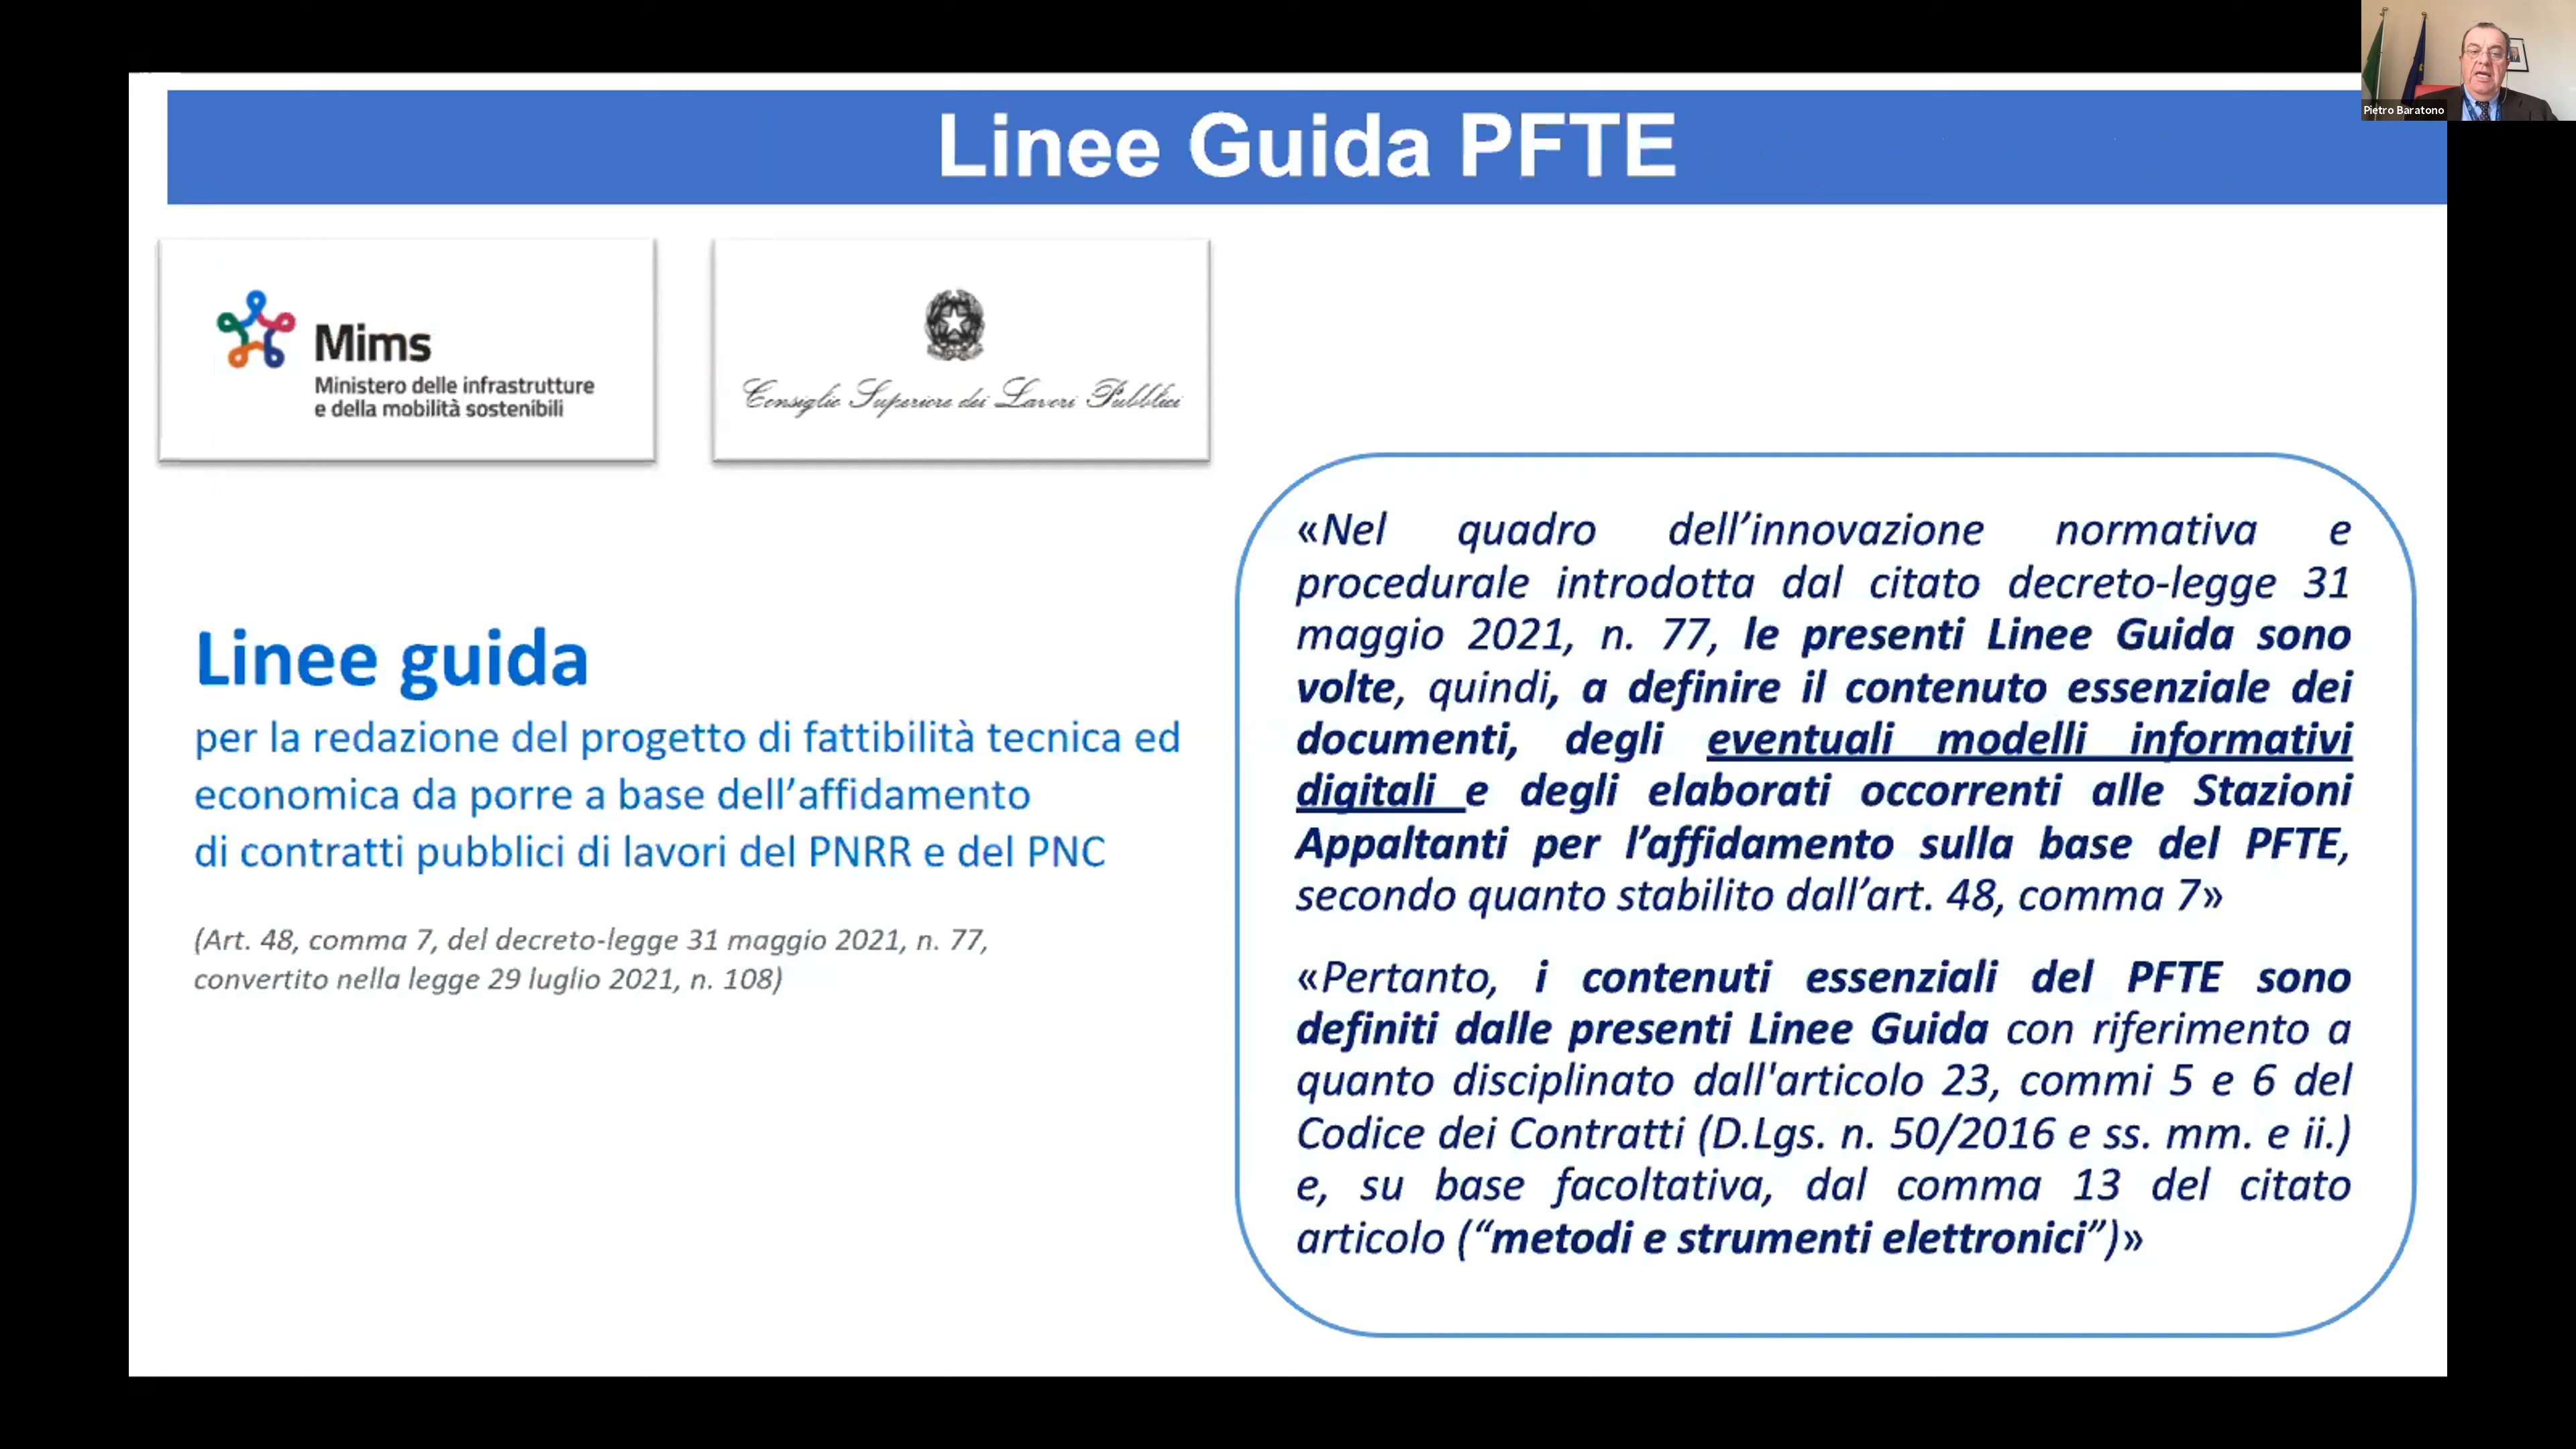 Linee Guida PFTE
Pietro Baratono
Mims
Ministero delle infrastrutture
e della mobilità sostenibili
Consiglio Superiore dei Lavori Pubblici
Linee guida
per la redazione del progetto di fattibilità tecnica ed
economica da porre a base dell’affidamento
di contratti pubblici di lavori del PNRR e del PNC
(Art. 48, comma 7, del decreto-legge 31 maggio 2021, n. 77,
convertito nella legge 29 luglio 2021, n. 108)
«Nel quadro dell’innovazione normativa e
procedurale introdotta dal citato decreto-legge 31
maggio 2021, n. 77, le presenti Linee Guida sono
volte, quindi, a definire il contenuto essenziale dei
documenti, degli eventuali modelli informativi
digitali e degli elaborati occorrenti alle Stazioni
Appaltanti per l’affidamento sulla base del PFTE,
secondo quanto stabilito dall’art. 48, comma 7»
«Pertanto, i contenuti essenziali del PFTE sono
definiti dalle presenti Linee Guida con riferimento a
quanto disciplinato dall'articolo 23, commi 5 e 6 del
Codice dei Contratti (D.Lgs. n. 50/2016 e ss. mm. e ii.)
e, su base facoltativa, dal comma 13 del citato
articolo (“metodi e strumenti elettronici”)»